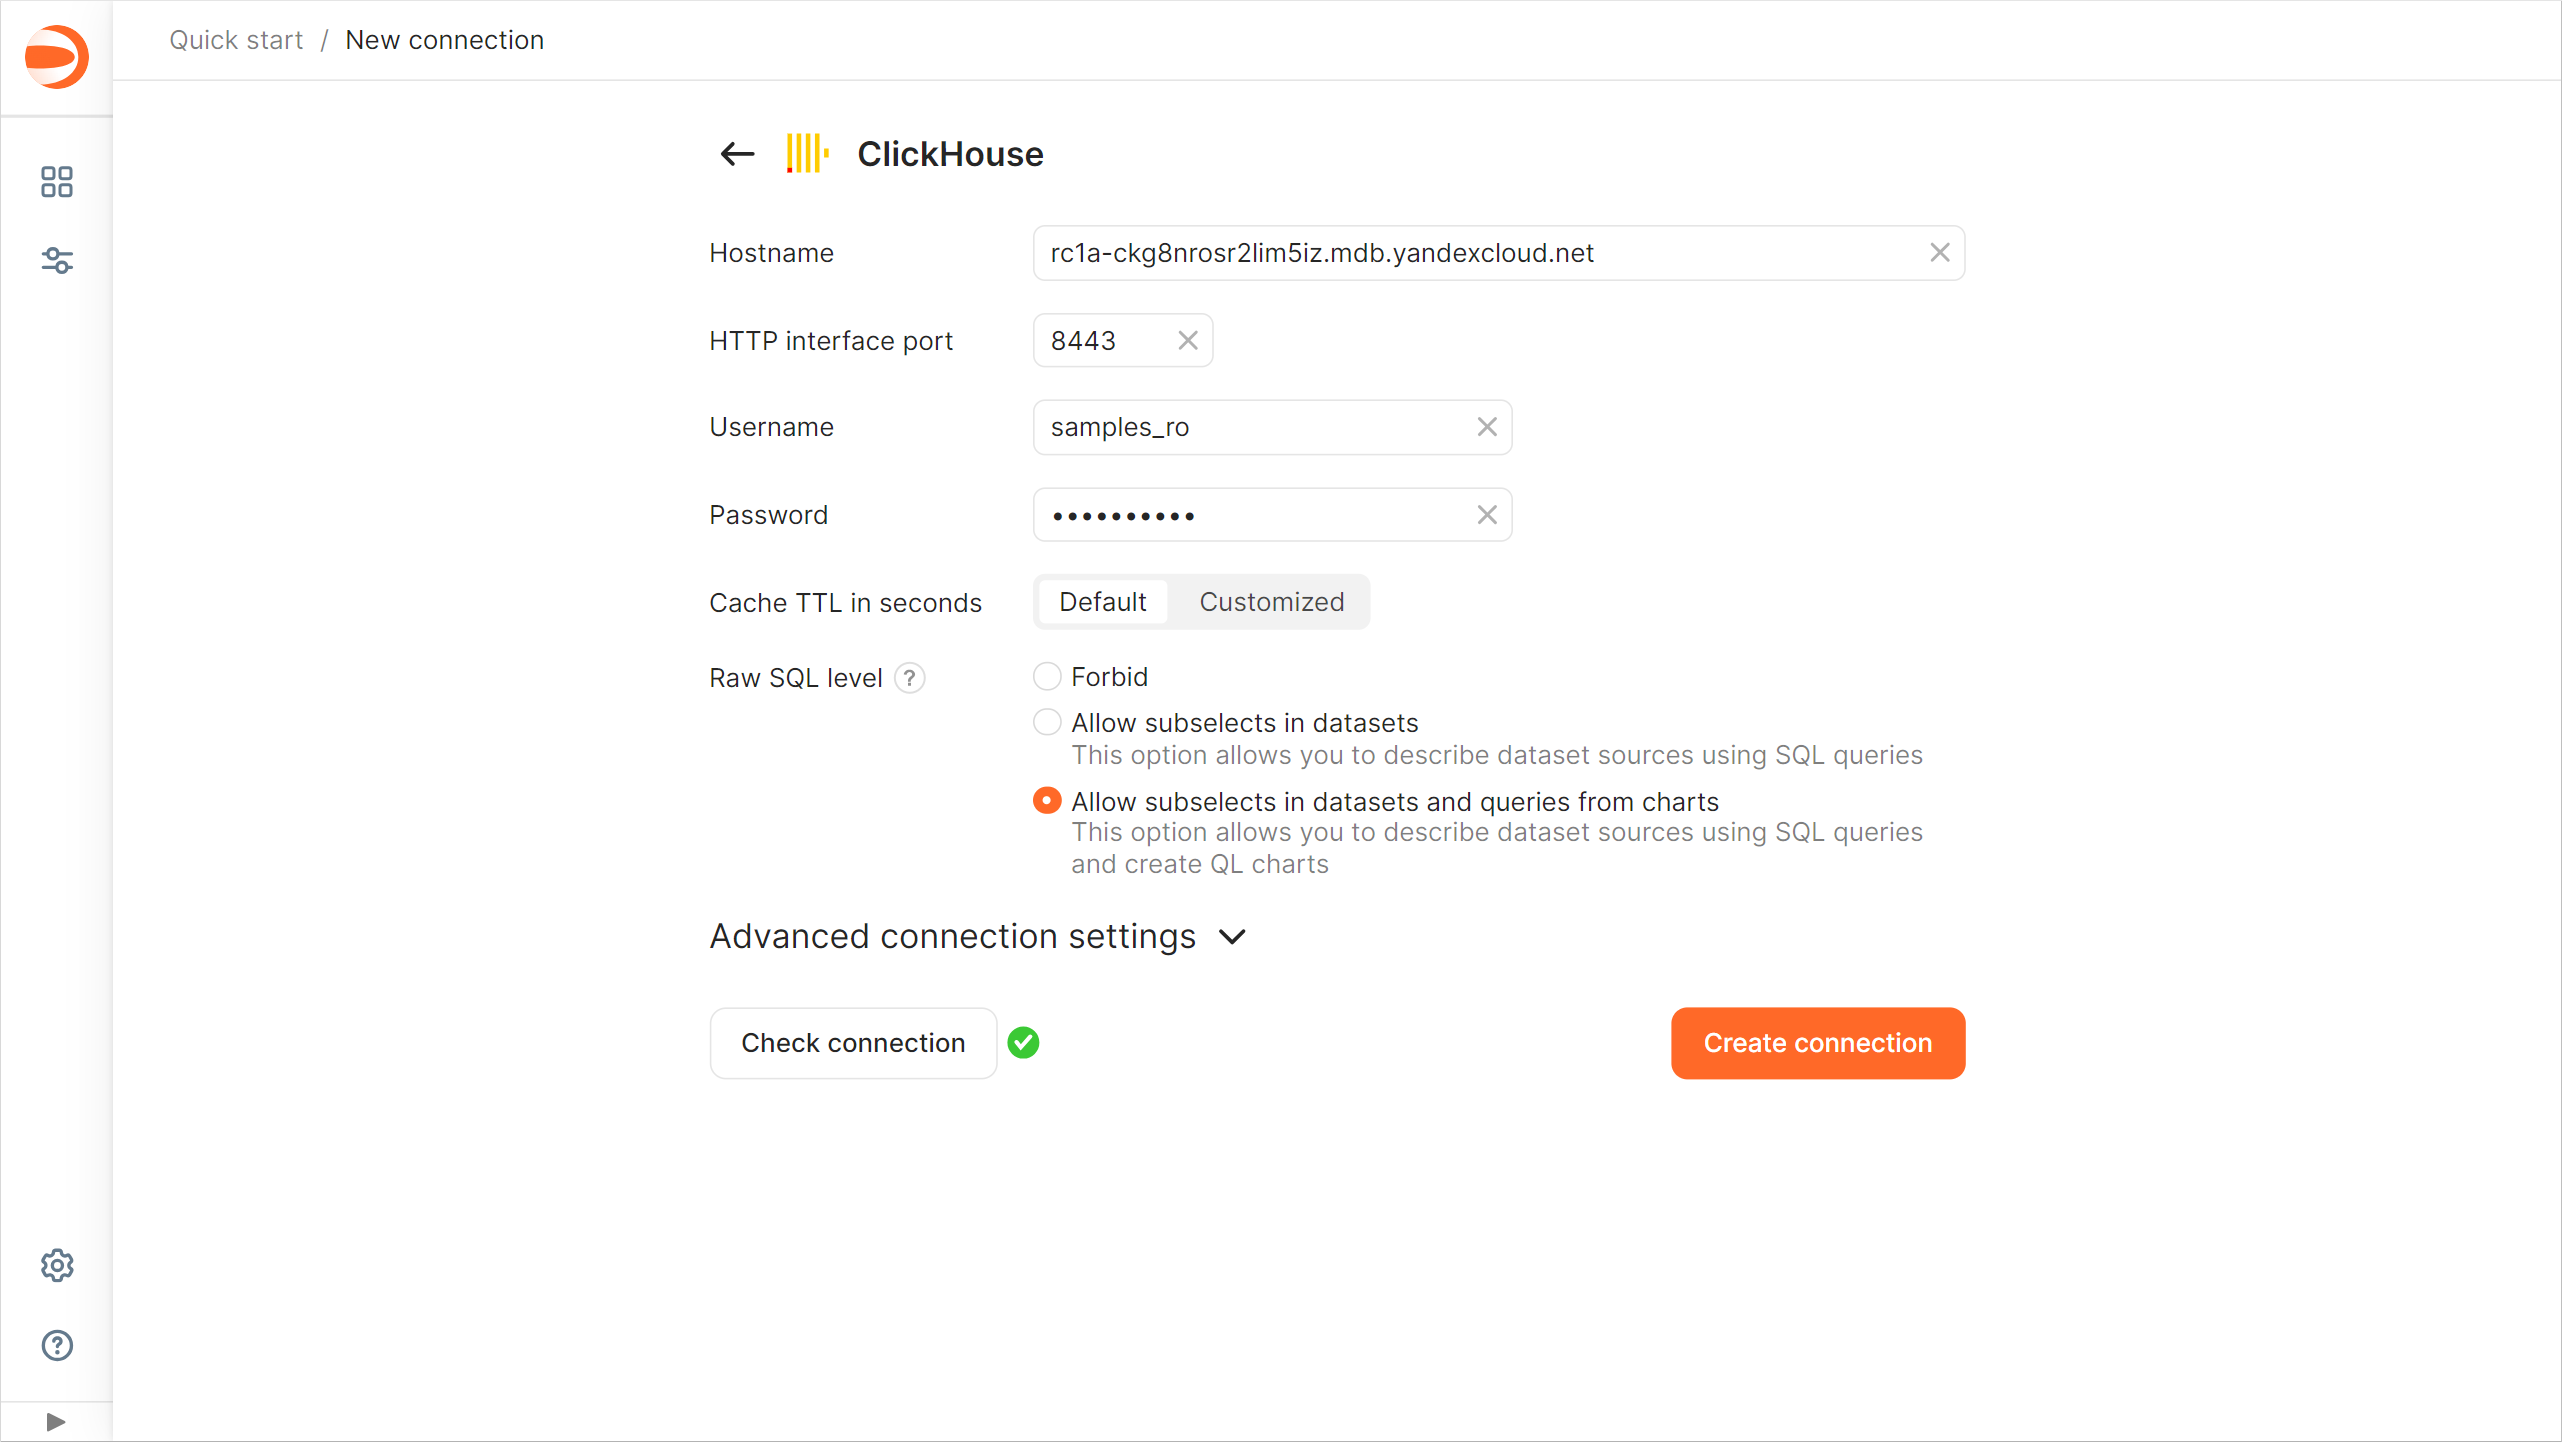 Quick start / New connection
ClickHouse
Hostname
rc1a-ckg8nrosr2lim5iz.mdb.yandexcloud.net
HTTP interface port
8443
Username
samples_ro
Password
••••••••••
Cache TTL in seconds
Default Customized
Raw SQL level ?
Forbid
Allow subselects in datasets
This option allows you to describe dataset sources using SQL queries
Allow subselects in datasets and queries from charts
This option allows you to describe dataset sources using SQL queries
and create QL charts
Advanced connection settings
Check connection
Create connection